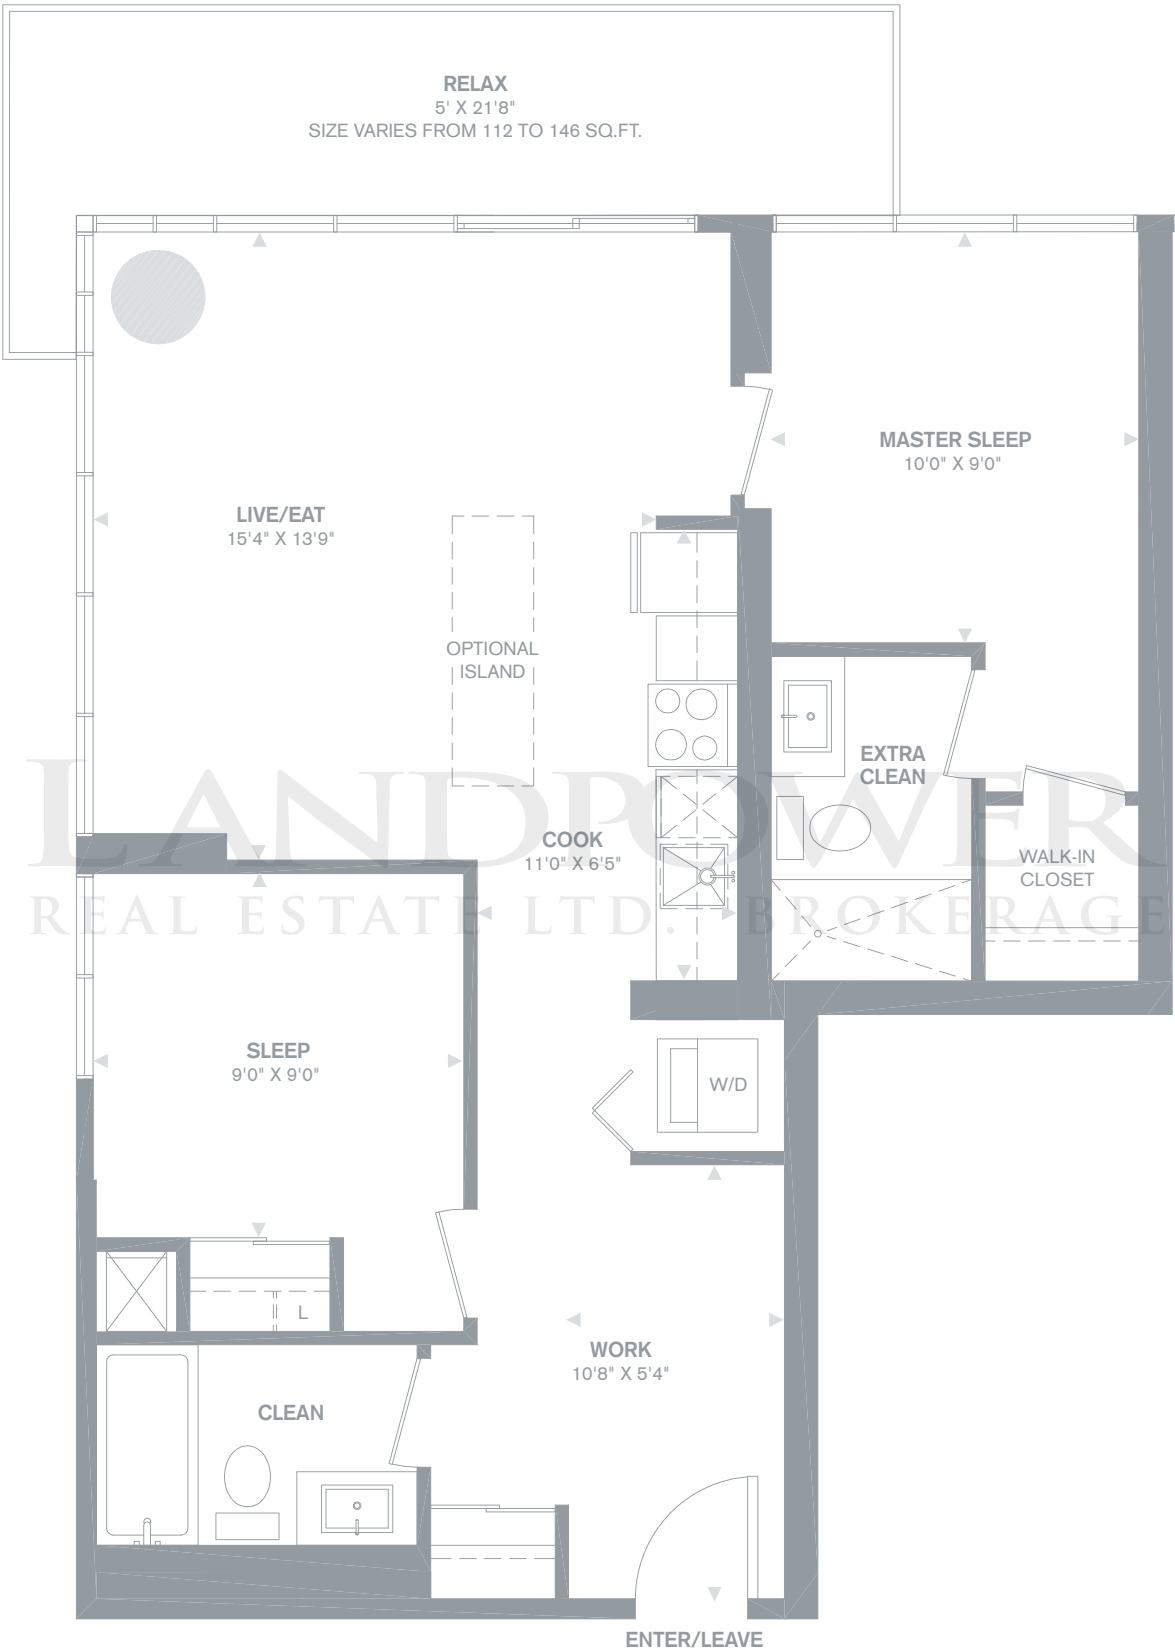 RELAX
5' X 21'8"
SIZE VARIES FROM 112 TO 146 SQ.FT.
MASTER SLEEP
10'0" X 9'0"
LIVE/EAT
15'4" X 13'9"
OPTIONAL
ISLAND
EXTRA
CLEAN
LANDPOWER
COOK
11'0" X 6'5"
WALK-IN
CLOSET
REAL ESTATE LTD. BROKERAGE
SLEEP
9'0" X 9'0"
W/D
L
WORK
10'8" X 5'4"
CLEAN
ENTER/LEAVE